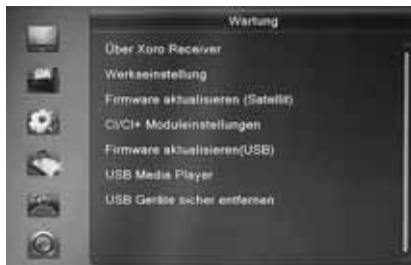 Wartung
Über Xoro Receiver
Werkseinstellung
Firmware aktualisieren (Satellit)
CI/CI+ Moduleinstellungen
Firmware aktualisieren(USB)
USB Media Player
USB Geräte sicher entfernen